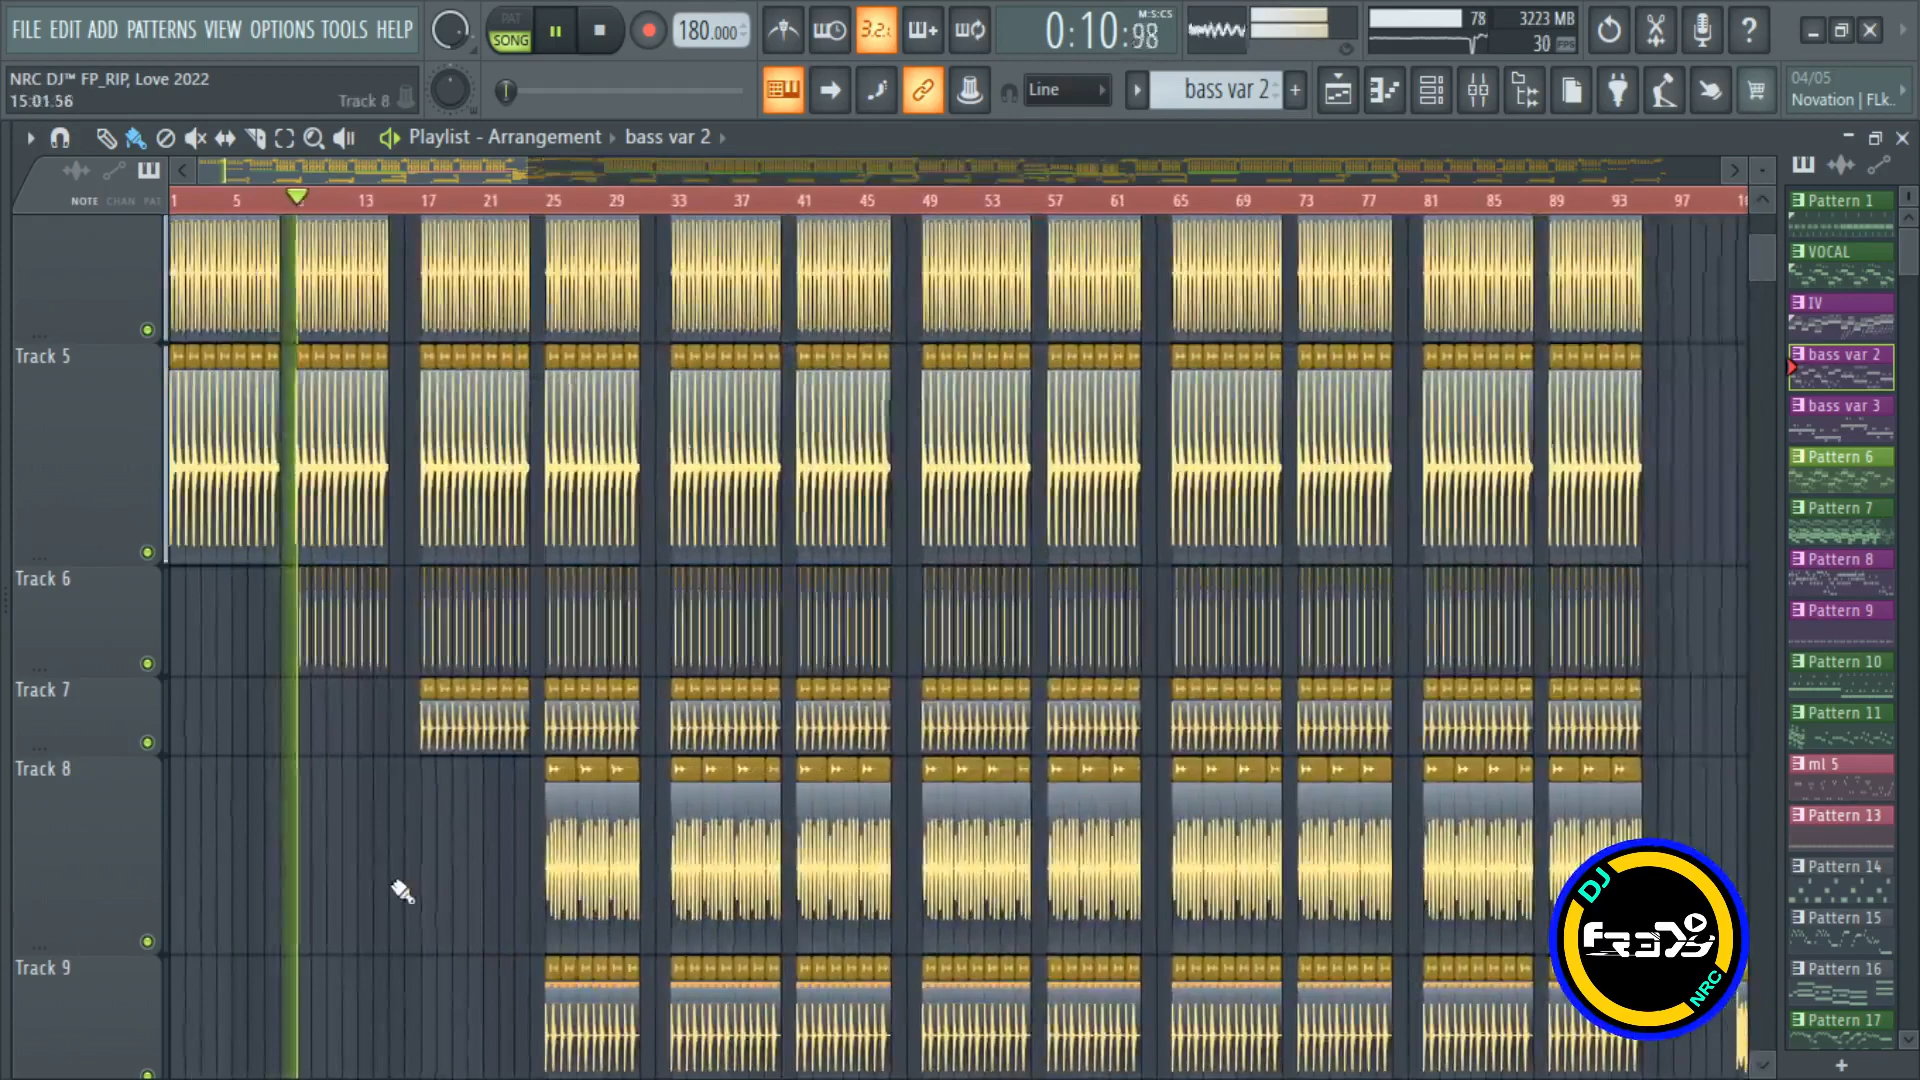 FILE EDIT ADD PATTERNS VIEW OPTIONS TOOLS HELP
PAT
SONG
180.000
3.2.
M:S:CS
0:10:98
78
3223 MB
30 FPS
NRC DJ™ FP_RIP, Love 2022
15:01.56
Track 8
Line
bass var 2
04/05
Novation | FLk..
Playlist - Arrangement
bass var 2
NOTE CHAN PAT
1 5 13 17 21 25 29 33 37 41 45 49 53 57 61 65 69 73 77 81 85 89 93 97
Track 5
Track 6
Track 7
Track 8
Track 9
Pattern 1
VOCAL
IV
bass var 2
bass var 3
Pattern 6
Pattern 7
Pattern 8
Pattern 9
Pattern 10
Pattern 11
ml 5
Pattern 13
Pattern 14
Pattern 15
Pattern 16
Pattern 17
DJ
NRC